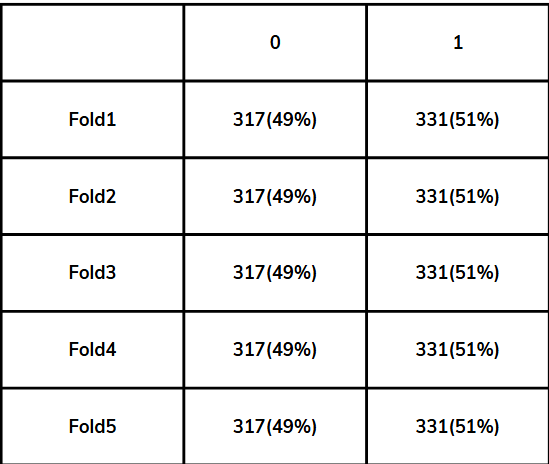 0 1
Fold1 317(49%) 331(51%)
Fold2 317(49%) 331(51%)
Fold3 317(49%) 331(51%)
Fold4 317(49%) 331(51%)
Fold5 317(49%) 331(51%)